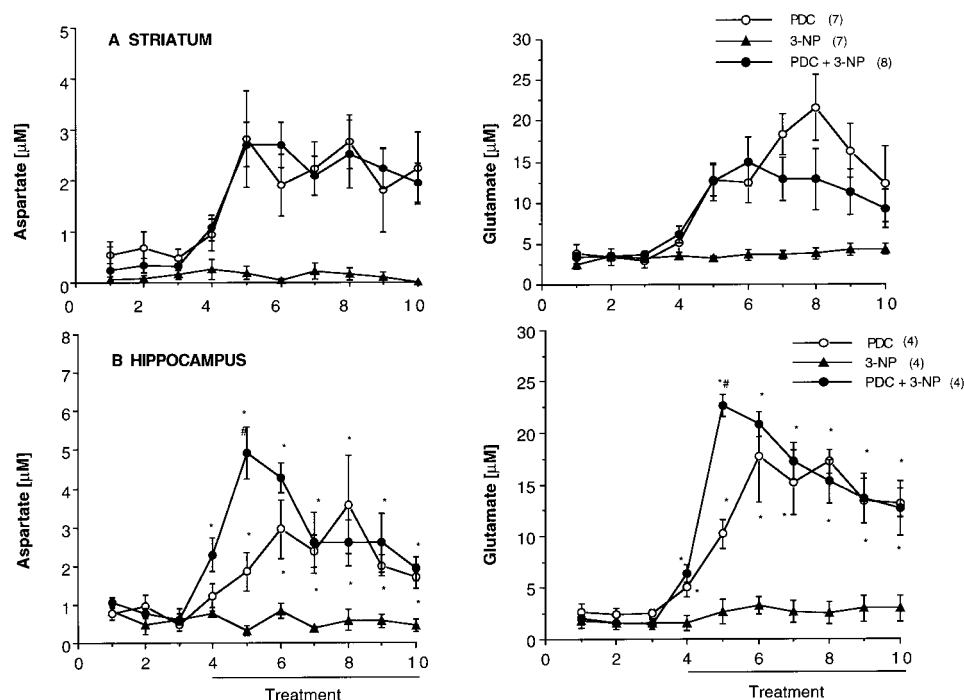 A STRIATUM
Aspartate [µM]
5
4
3
2
1
0
0 2 4 6 8 10
PDC (7)
3-NP (7)
PDC + 3-NP (8)
Glutamate [µM]
30
25
20
15
10
5
0
0 2 4 6 8 10
B HIPPOCAMPUS
Aspartate [µM]
8
7
6
5
4
3
2
1
0
0 2 4 6 8 10
* # * * * * * * * * * * * *
Treatment
PDC (4)
3-NP (4)
PDC + 3-NP (4)
Glutamate [µM]
30
25
20
15
10
5
0
0 2 4 6 8 10
*# * * * * * * * * * * * *
Treatment